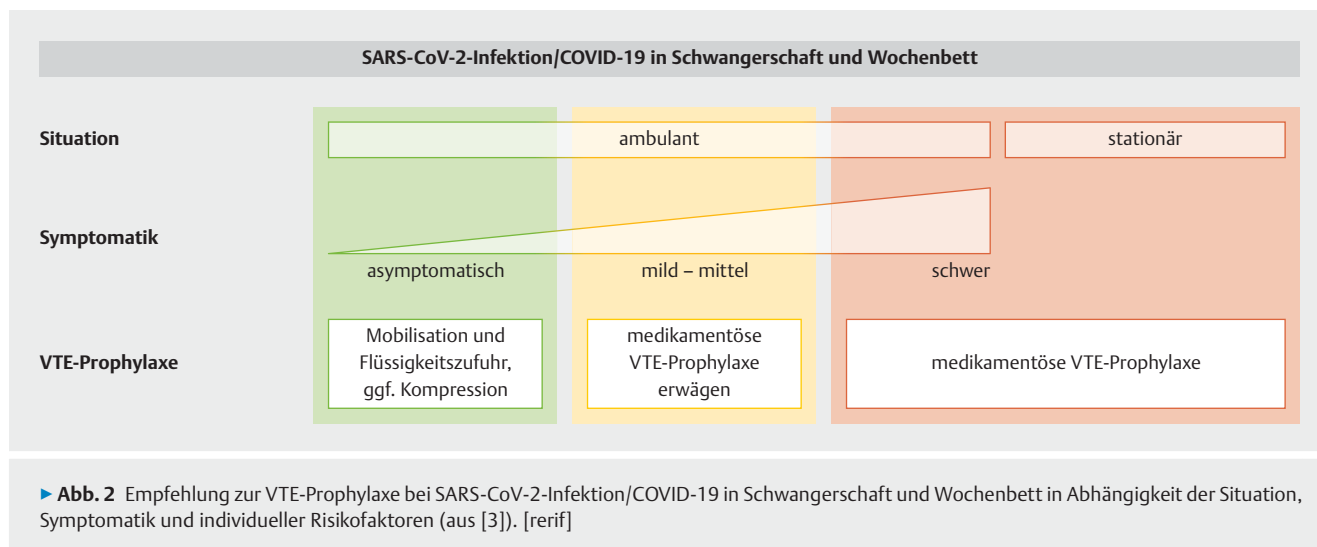 SARS-CoV-2-Infektion/COVID-19 in Schwangerschaft und Wochenbett
Situation
ambulant
stationär
Symptomatik
asymptomatisch
mild – mittel
schwer
VTE-Prophylaxe
Mobilisation und
Flüssigkeitszufuhr,
ggf. Kompression
medikamentöse
VTE-Prophylaxe
erwägen
medikamentöse VTE-Prophylaxe
▶ Abb. 2 Empfehlung zur VTE-Prophylaxe bei SARS-CoV-2-Infektion/COVID-19 in Schwangerschaft und Wochenbett in Abhängigkeit der Situation,
Symptomatik und individueller Risikofaktoren (aus [3]). [rerif]